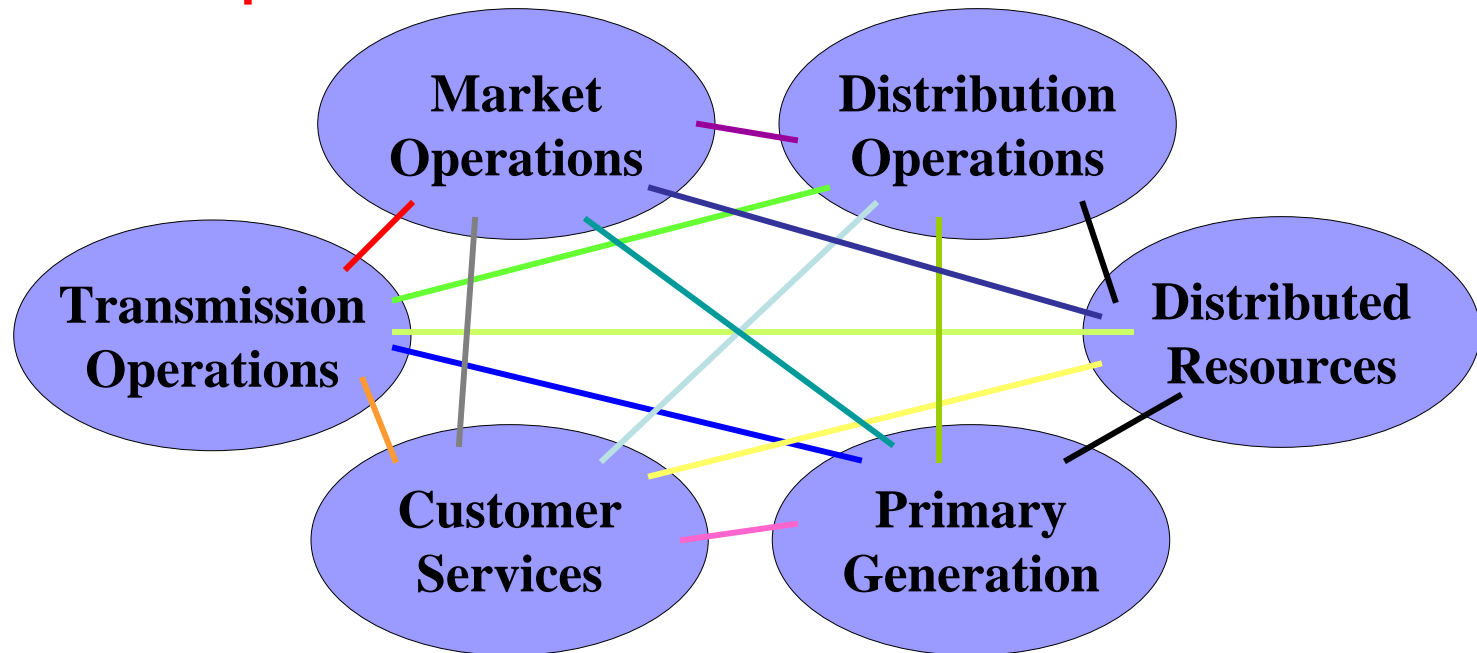 Market
Operations
Distribution
Operations
Transmission
Operations
Distributed
Resources
Customer
Services
Primary
Generation